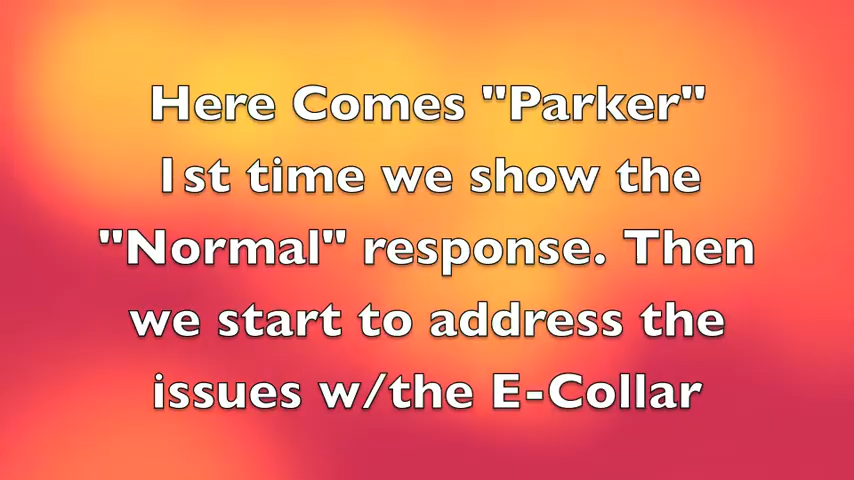 Here Comes "Parker"
1st time we show the
"Normal" response. Then
we start to address the
issues w/the E-Collar